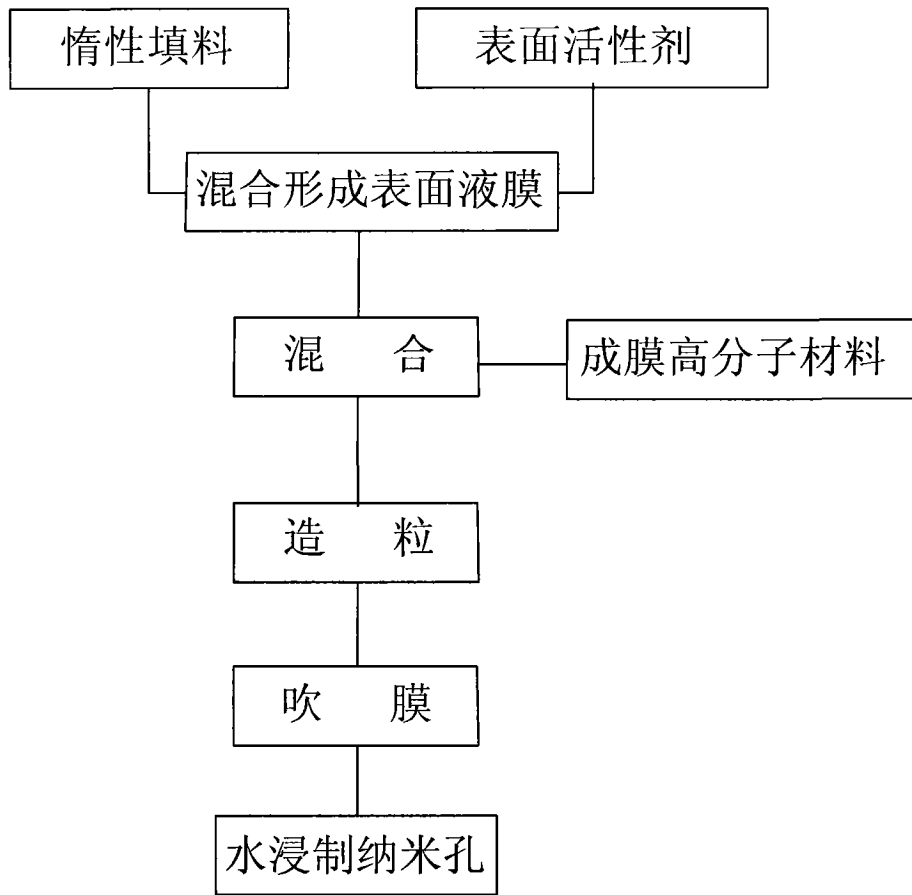 惰性填料
表面活性剂
混合形成表面液膜
混 合
成膜高分子材料
造 粒
吹 膜
水浸制纳米孔